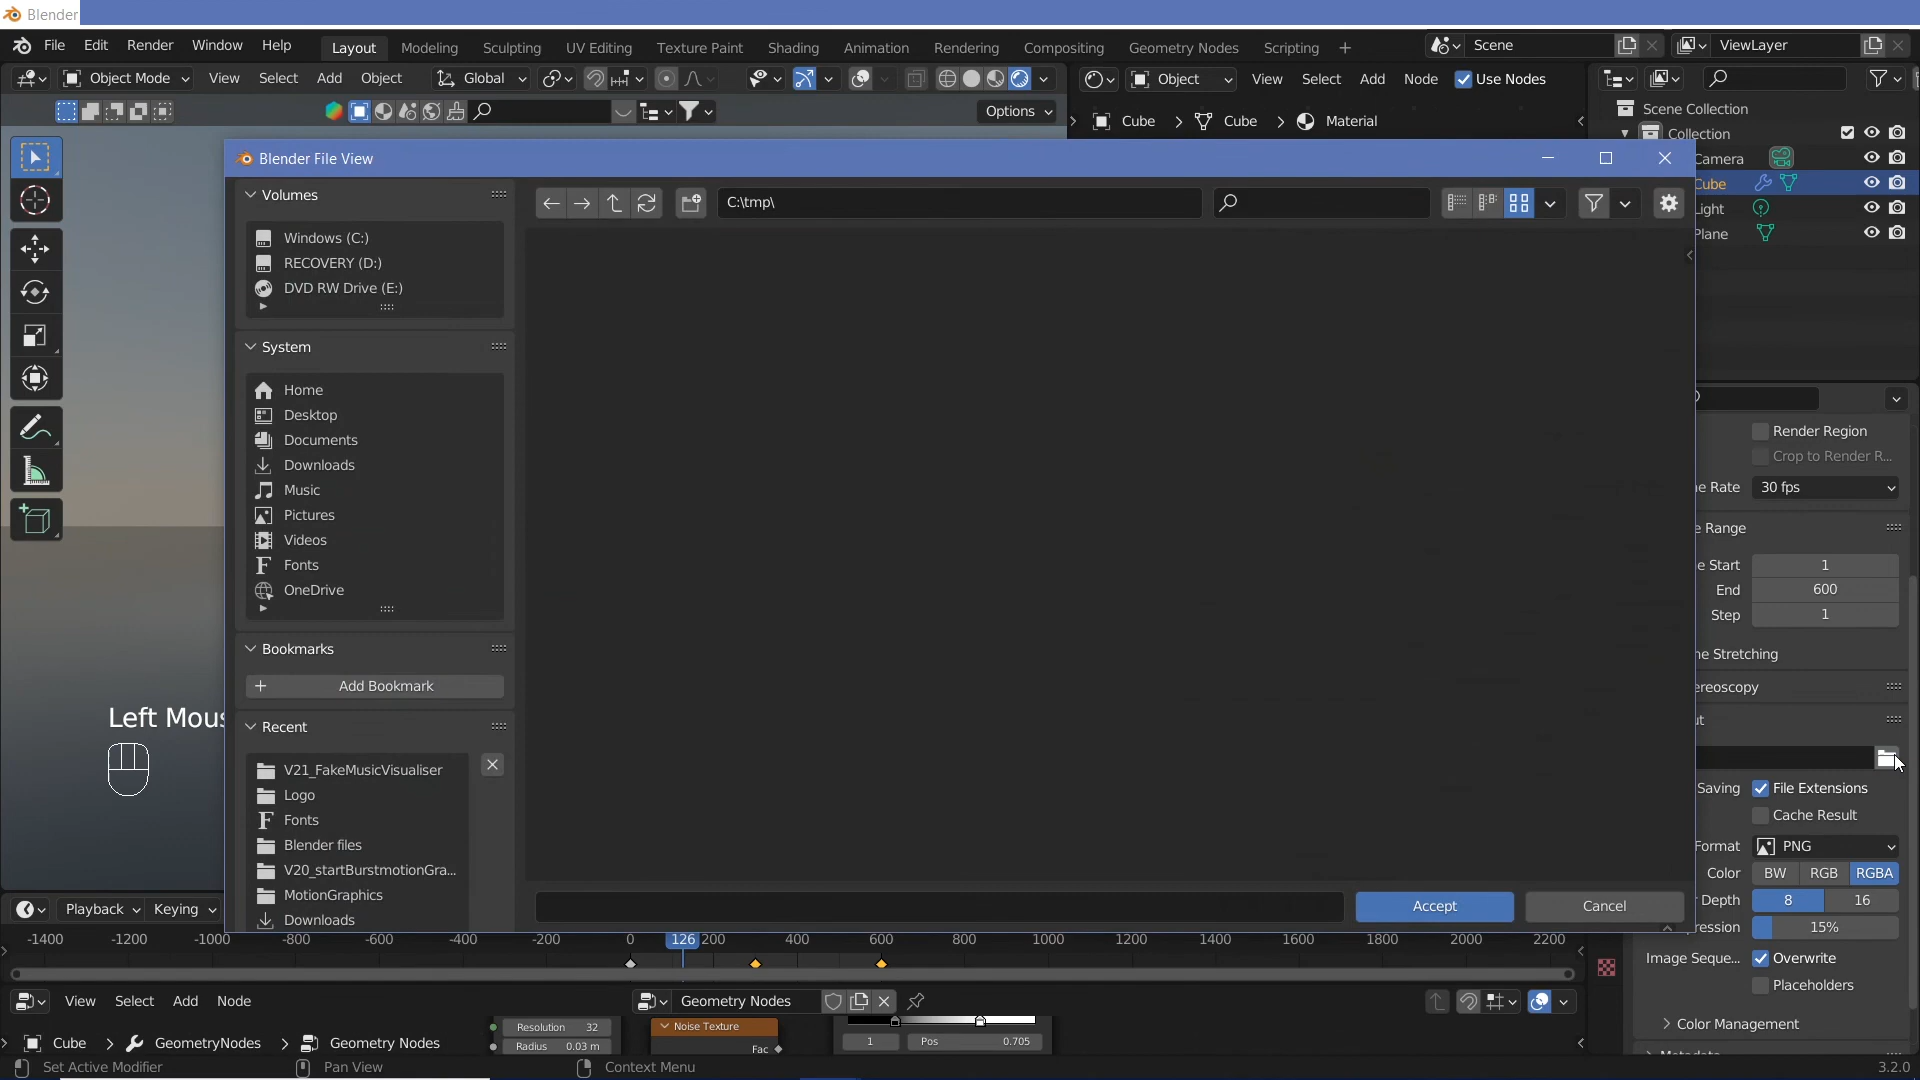 Blender
File Edit Render Window Help Layout Modeling Sculpting UV Editing Texture Paint Shading Animation Rendering Compositing Geometry Nodes Scripting + Scene ViewLayer
Object Mode View Select Add Object Global Object View Select Add Node Use Nodes
Options Cube > Cube > Material
Scene Collection
Collection
Camera
Cube
Light
Plane
Blender File View
Volumes
C:\tmp\
Windows (C:)
RECOVERY (D:)
DVD RW Drive (E:)
System
Home
Desktop
Documents
Downloads
Music
Pictures
Videos
Fonts
OneDrive
Bookmarks
Add Bookmark
Recent
V21_FakeMusicVisualiser
Logo
Fonts
Blender files
V20_startBurstmotionGra...
MotionGraphics
Downloads
Accept Cancel
Left Mous
Render Region
Crop to Render R...
e Rate 30 fps
e Range
e Start 1
End 600
Step 1
ne Stretching
ereoscopy
ut
Saving File Extensions
Cache Result
Format PNG
Color BW RGB RGBA
r Depth 8 16
pression 15%
Image Seque... Overwrite
Placeholders
Color Management
Playback Keying
-1400 -1200 -1000 -800 -600 -400 -200 0 126 200 400 600 800 1000 1200 1400 1600 1800 2000 2200
View Select Add Node Geometry Nodes
Resolution 32 Noise Texture
Radius 0.03 m Fac 1 Pos 0.705
Cube > GeometryNodes > Geometry Nodes
Set Active Modifier Pan View Context Menu 3.2.0